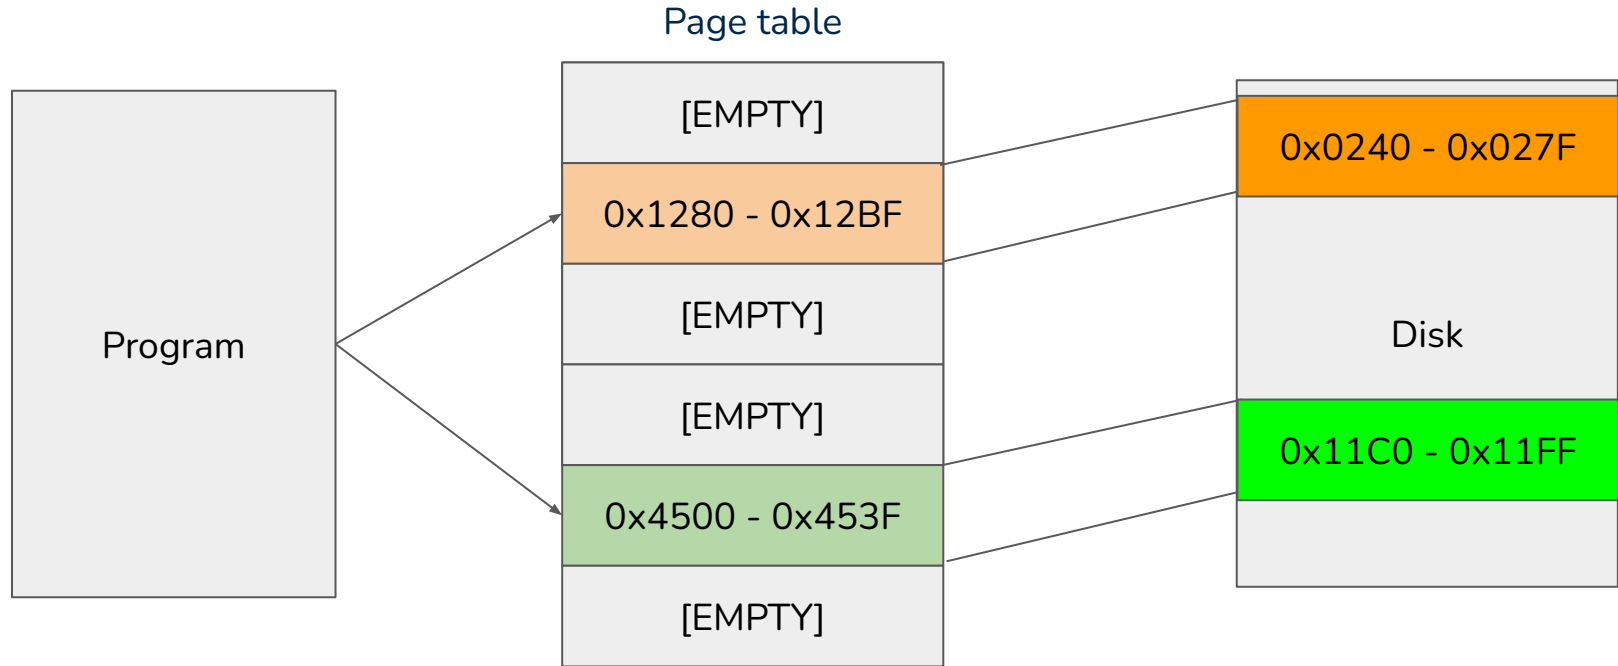 Page table
Program
[EMPTY]
0x1280 - 0x12BF
[EMPTY]
[EMPTY]
0x4500 - 0x453F
[EMPTY]
0x0240 - 0x027F
Disk
0x11C0 - 0x11FF